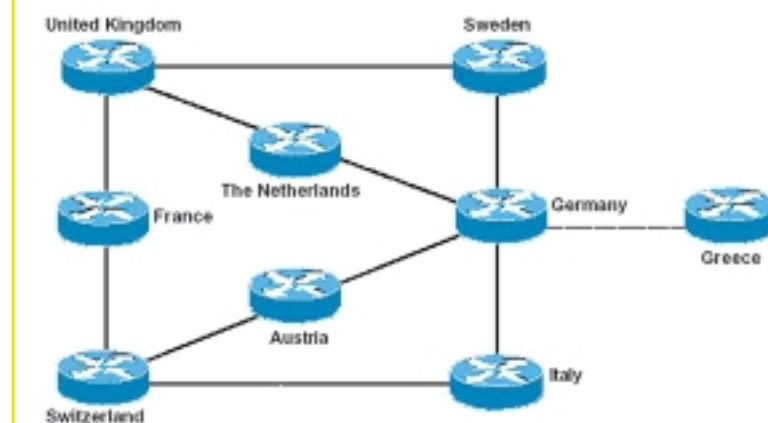 United Kingdom
Sweden
The Netherlands
France
Germany
Greece
Austria
Italy
Switzerland